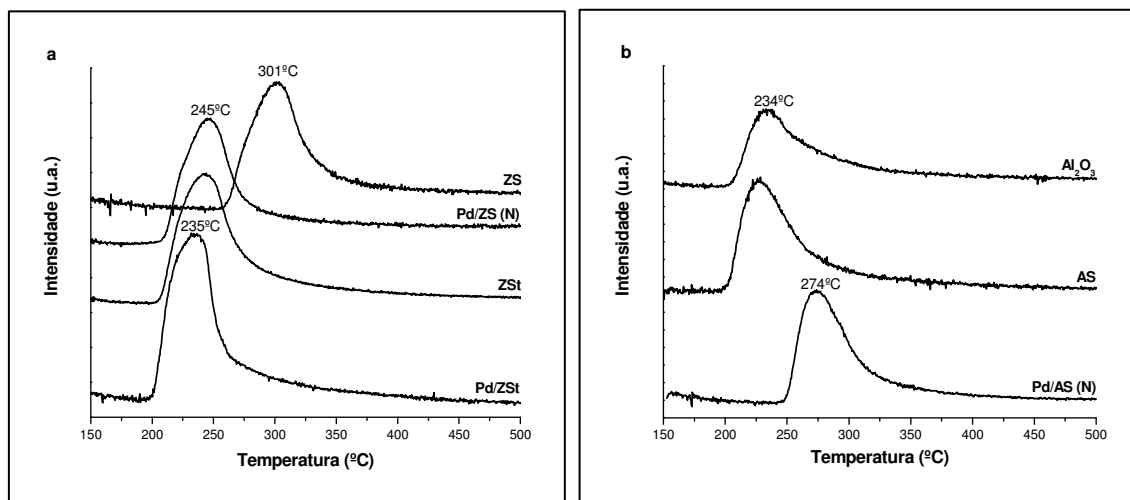 a
301ºC
245ºC
235ºC
ZS
Pd/ZS (N)
ZSt
Pd/ZSt
Intensidade (u.a.)
150 200 250 300 350 400 450 500
Temperatura (ºC)
b
234ºC
Al₂O₃
AS
274ºC
Pd/AS (N)
Intensidade (u.a.)
150 200 250 300 350 400 450 500
Temperatura (ºC)